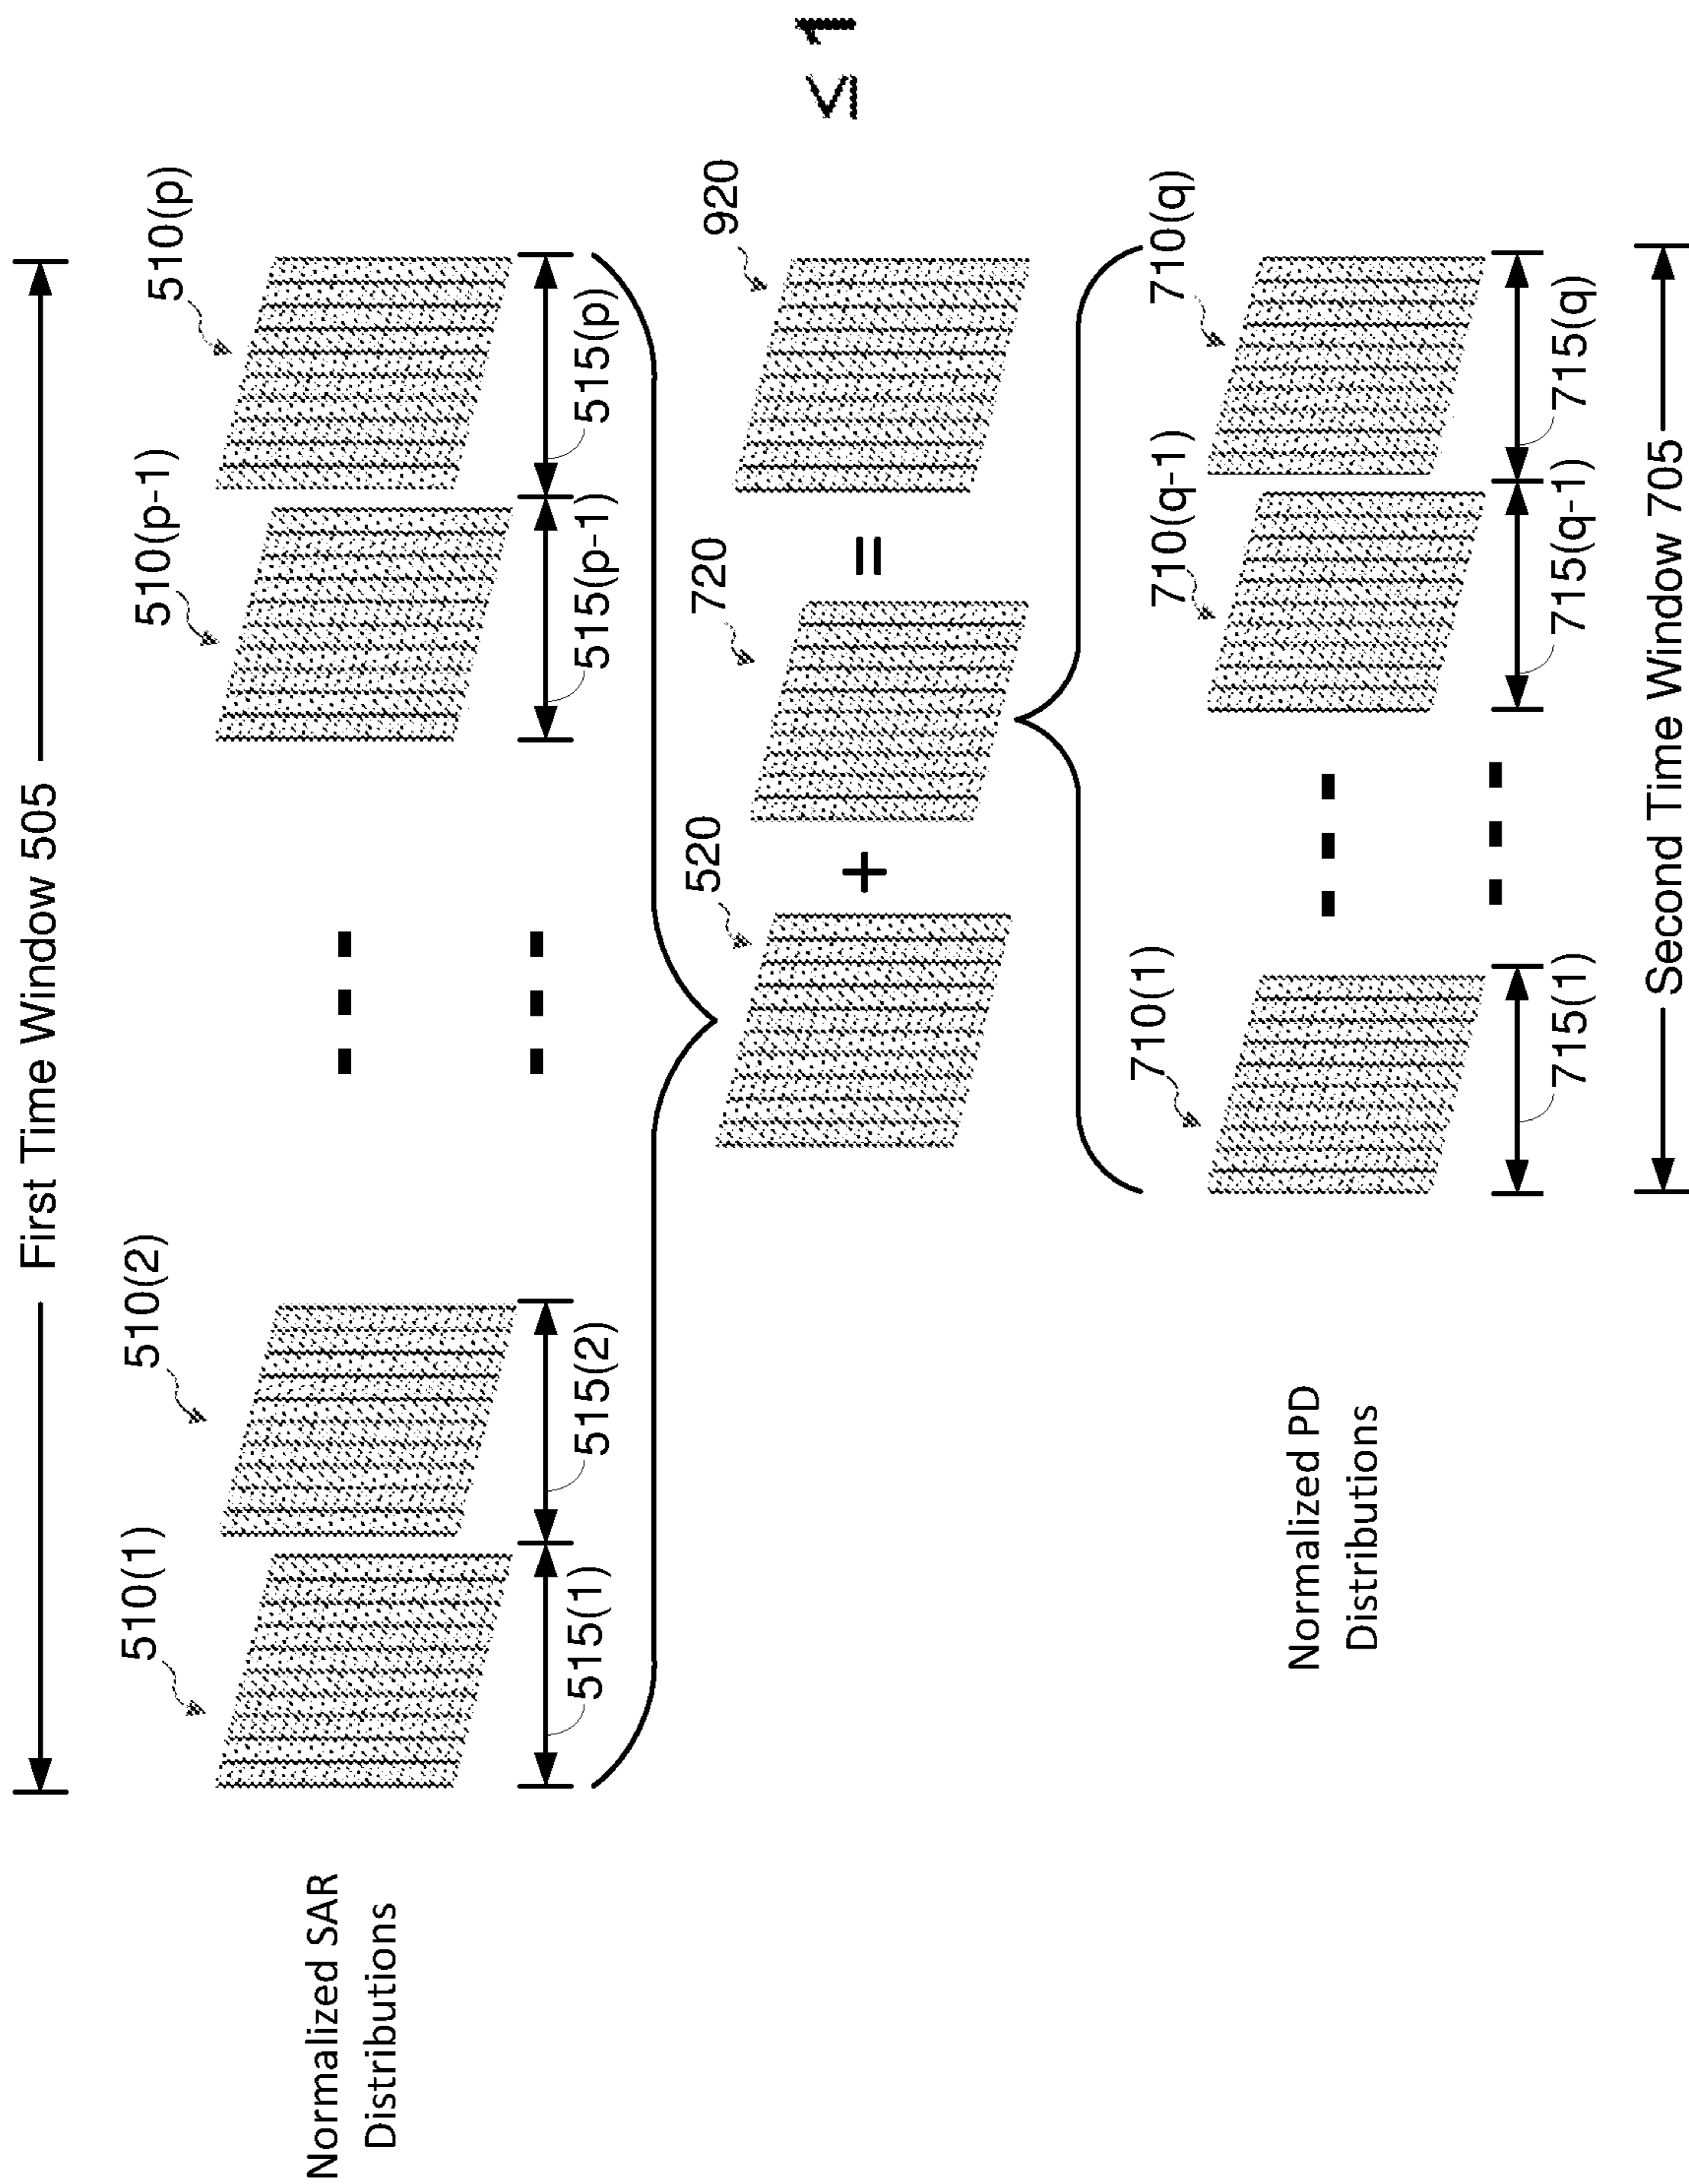 First Time Window 505
510(1)
510(2)
510(p-1)
510(p)
Normalized SAR
Distributions
515(1)
515(2)
515(p-1)
515(p)
520
720
920
+
=
≤ 1
710(1)
710(q-1)
710(q)
Normalized PD
Distributions
715(1)
715(q-1)
715(q)
Second Time Window 705